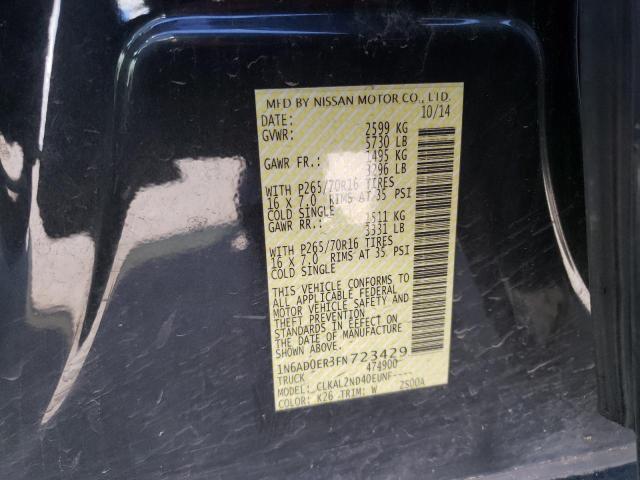 MFD BY NISSAN MOTOR CO., LTD.
DATE: 10/14
GVWR: 2599 KG
5730 LB
GAWR FR.: 1495 KG
3296 LB
WITH P265/70R16 TIRES
16 X 7.0 RIMS AT 35 PSI
COLD SINGLE
GAWR RR.: 1511 KG
3331 LB
WITH P265/70R16 TIRES
16 X 7.0 RIMS AT 35 PSI
COLD SINGLE
THIS VEHICLE CONFORMS TO
ALL APPLICABLE FEDERAL
MOTOR VEHICLE SAFETY AND
THEFT PREVENTION
STANDARDS IN EFFECT ON
THE DATE OF MANUFACTURE
SHOWN ABOVE.
1N6AD0ER3FN723429
TRUCK 474900
MODEL: CLKAL2ND40EUNF----
COLOR: K26 TRIM: W 2S00A